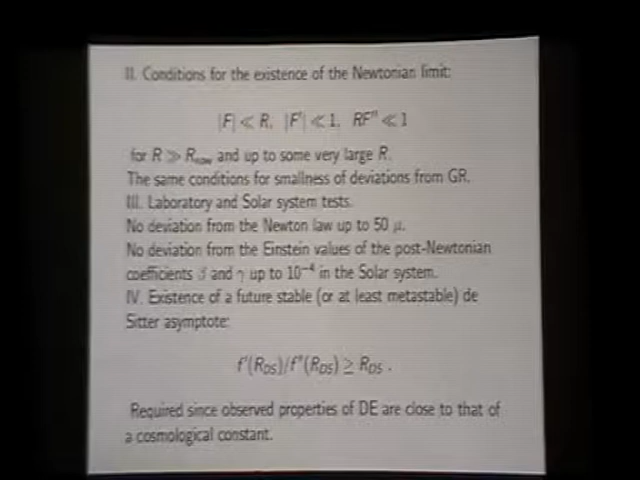 II. Conditions for the existence of the Newtonian limit:
|F| ≪ R, |F'| ≪ 1, RF'' ≪ 1
for R ≫ R_now and up to some very large R.
The same conditions for smallness of deviations from GR.
III. Laboratory and Solar system tests.
No deviation from the Newton law up to 50 μ.
No deviation from the Einstein values of the post-Newtonian
coefficients β and γ up to 10⁻⁴ in the Solar system.
IV. Existence of a future stable (or at least metastable) de
Sitter asymptote:
f'(R_DS)/f''(R_DS) ≥ R_DS .
Required since observed properties of DE are close to that of
a cosmological constant.